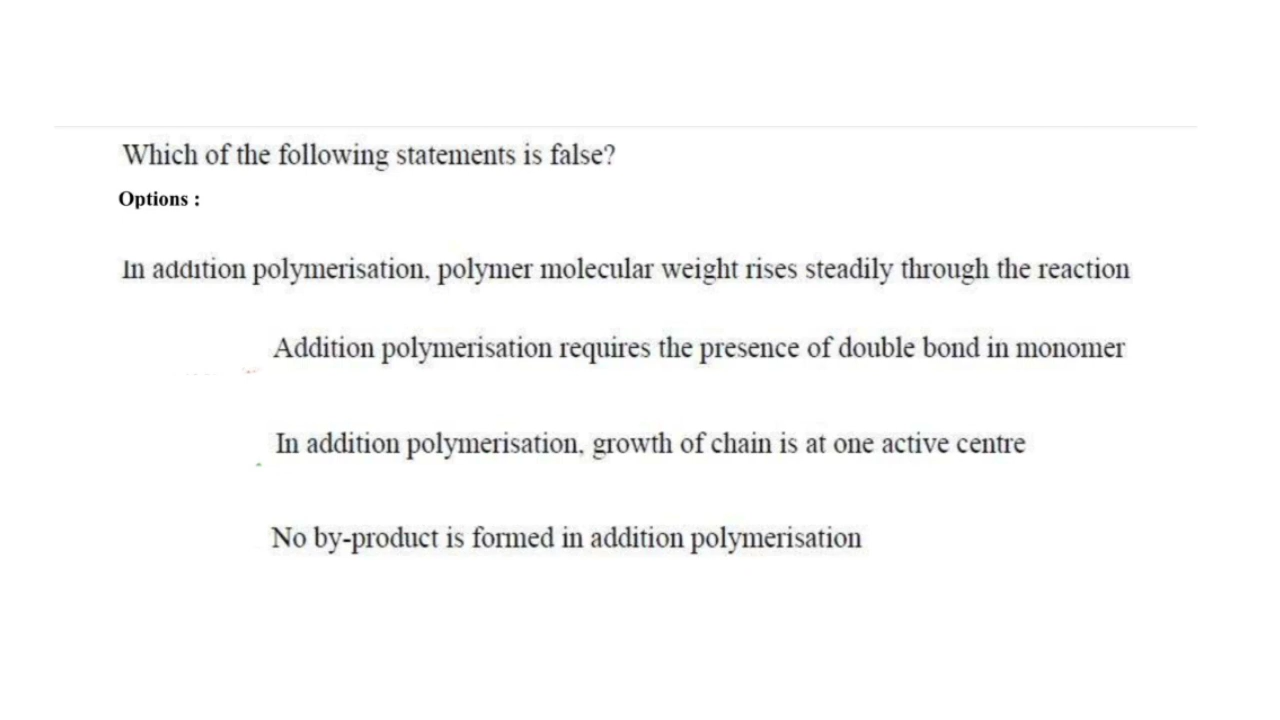 Which of the following statements is false?
Options :
In addition polymerisation, polymer molecular weight rises steadily through the reaction
Addition polymerisation requires the presence of double bond in monomer
In addition polymerisation, growth of chain is at one active centre
No by-product is formed in addition polymerisation